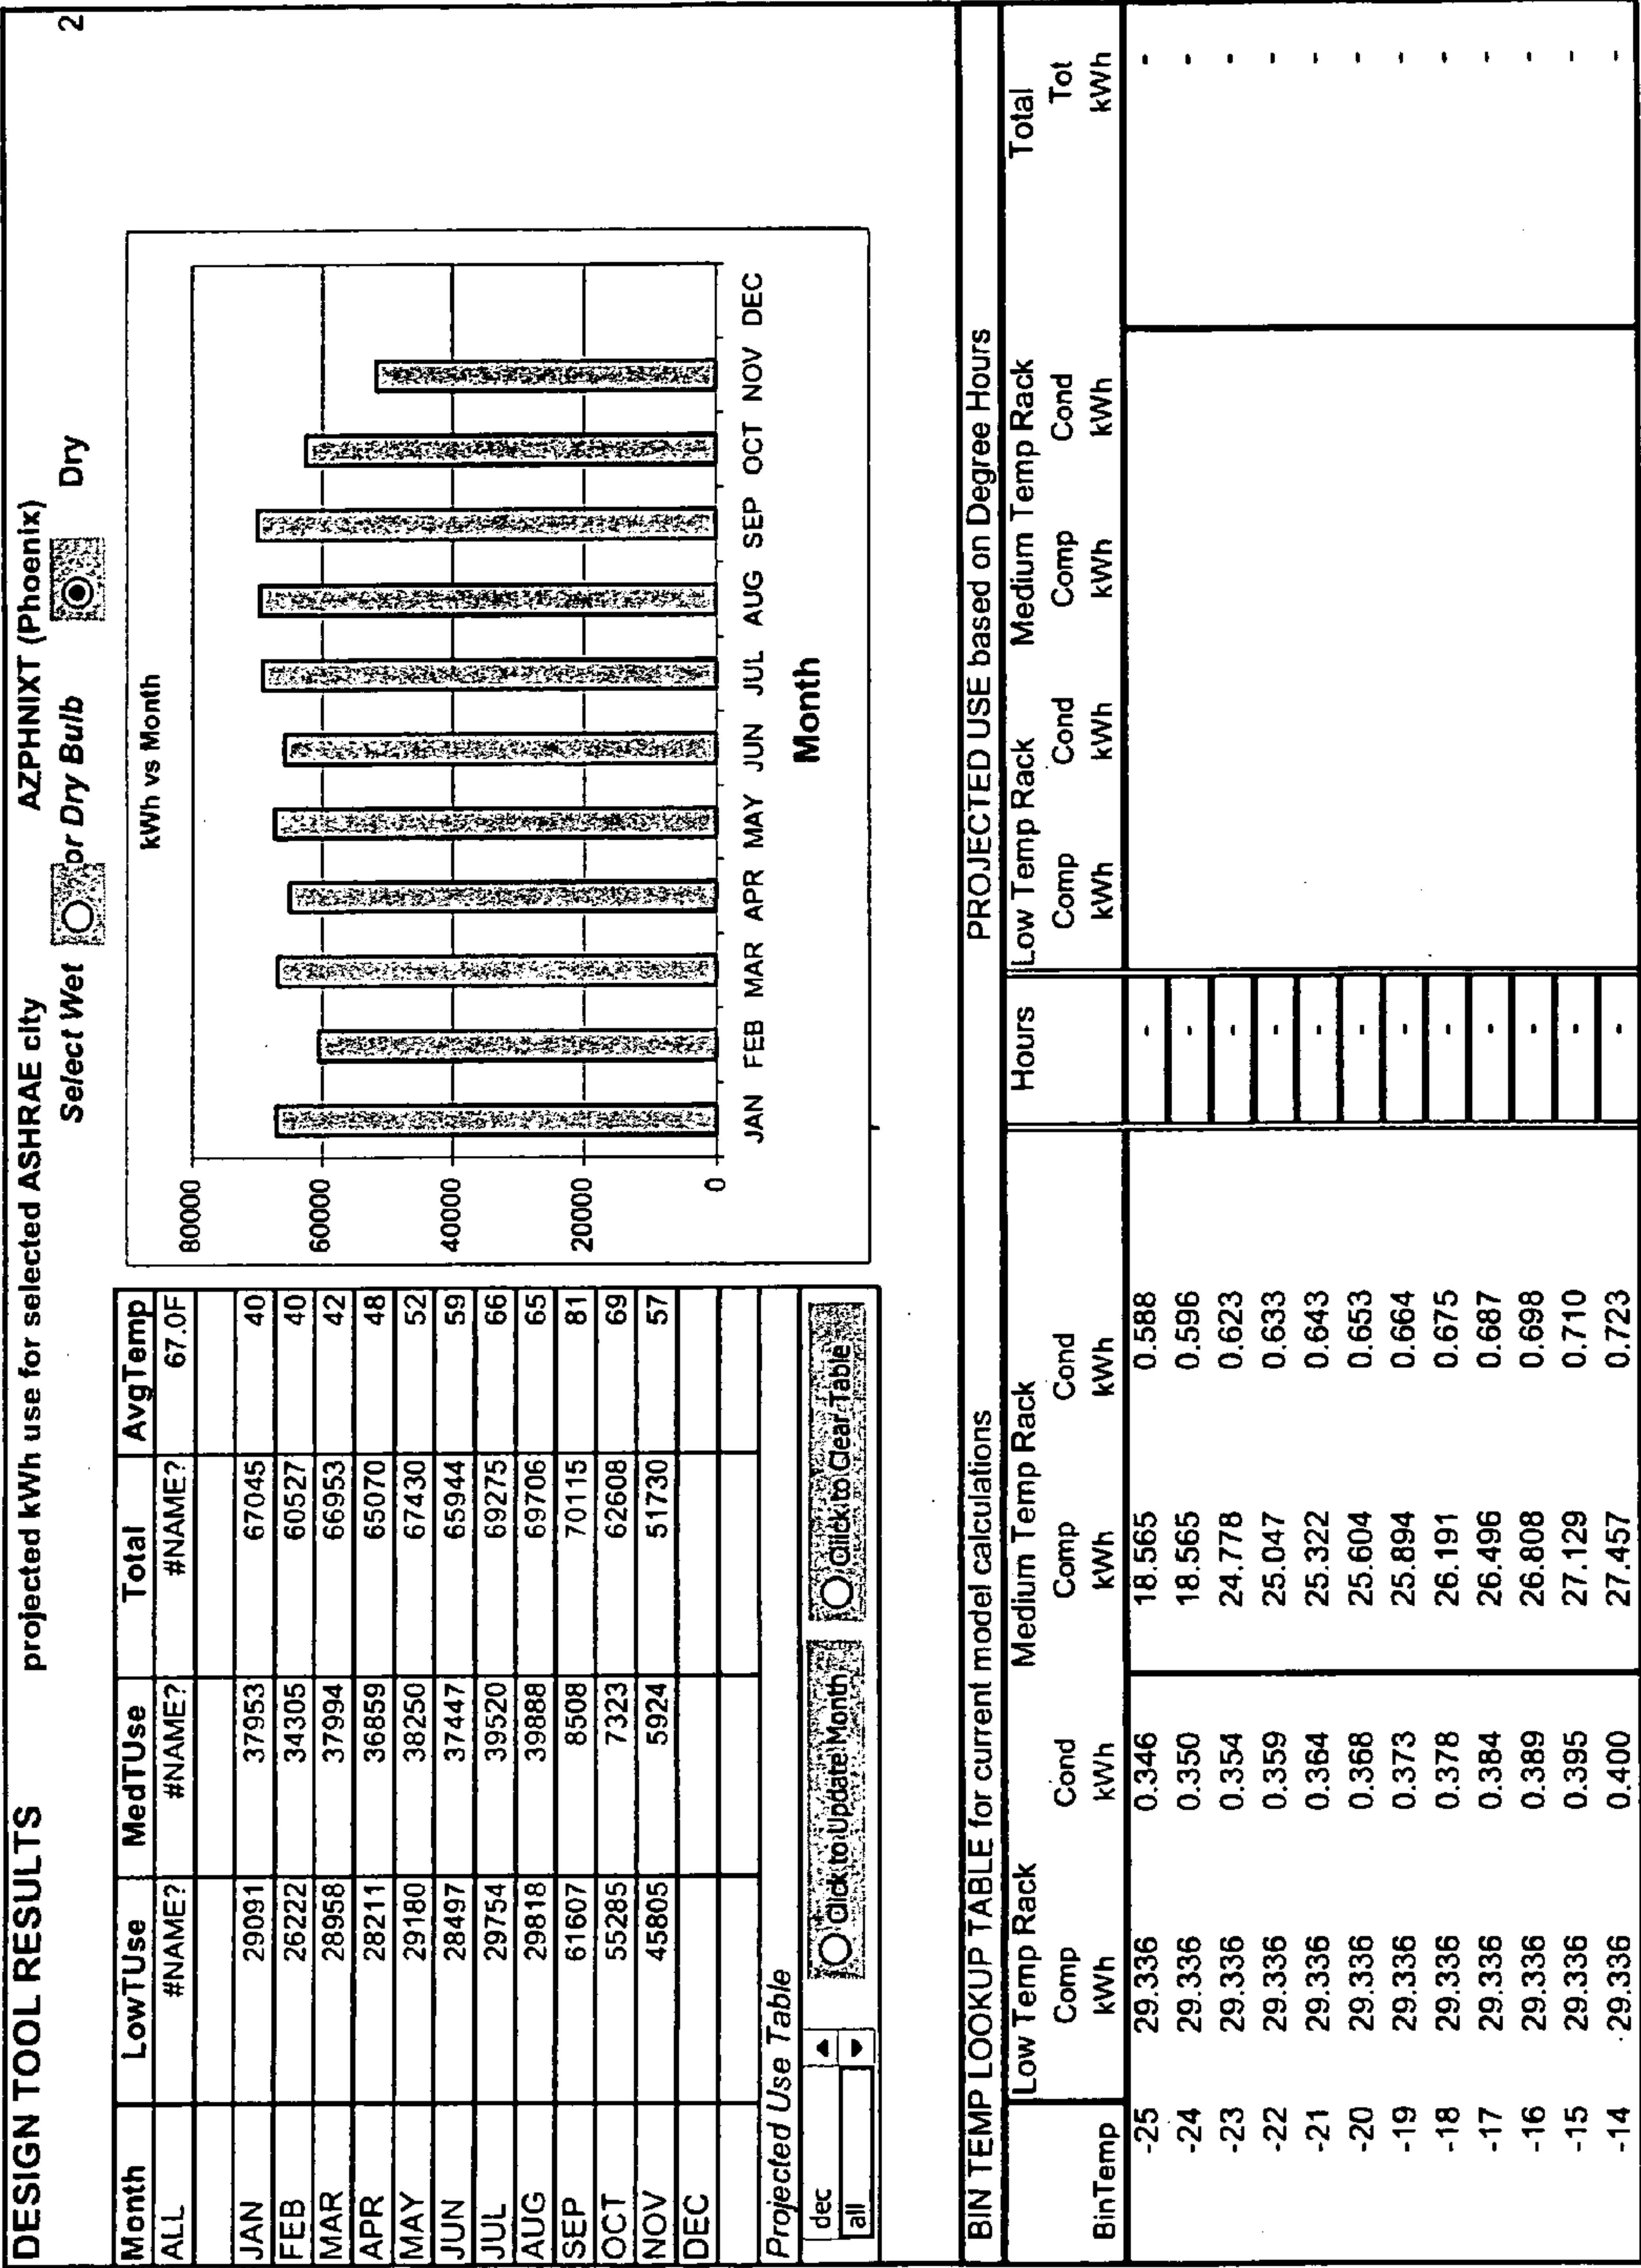 DESIGN TOOL RESULTS projected kWh use for selected ASHRAE city AZPHNIXT (Phoenix)
Select Wet or Dry Bulb Dry 2
Month LowTUse MedTUse Total AvgTemp
ALL #NAME? #NAME? #NAME? 67.0F
JAN 29091 37953 67045 40
FEB 26222 34305 60527 40
MAR 28958 37994 66953 42
APR 28211 36859 65070 48
MAY 29180 38250 67430 52
JUN 28497 37447 65944 59
JUL 29754 39520 69275 66
AUG 29818 39888 69706 65
SEP 61607 8508 70115 81
OCT 55285 7323 62608 69
NOV 45805 5924 51730 57
DEC
Projected Use Table
dec
all
Click to Update Month Click to Clear Table
kWh vs Month
80000
60000
40000
20000
0
JAN FEB MAR APR MAY JUN JUL AUG SEP OCT NOV DEC
Month
BIN TEMP LOOKUP TABLE for current model calculations PROJECTED USE based on Degree Hours
Low Temp Rack Medium Temp Rack Hours Low Temp Rack Medium Temp Rack Total
Comp Cond Comp Cond Comp Cond Comp Cond Tot
BinTemp kWh kWh kWh kWh kWh kWh kWh kWh kWh
-25 29.336 0.346 18.565 0.588 - -
-24 29.336 0.350 18.565 0.596 - -
-23 29.336 0.354 24.778 0.623 - -
-22 29.336 0.359 25.047 0.633 - -
-21 29.336 0.364 25.322 0.643 - -
-20 29.336 0.368 25.604 0.653 - -
-19 29.336 0.373 25.894 0.664 - -
-18 29.336 0.378 26.191 0.675 - -
-17 29.336 0.384 26.496 0.687 - -
-16 29.336 0.389 26.808 0.698 - -
-15 29.336 0.395 27.129 0.710 - -
-14 29.336 0.400 27.457 0.723 - -